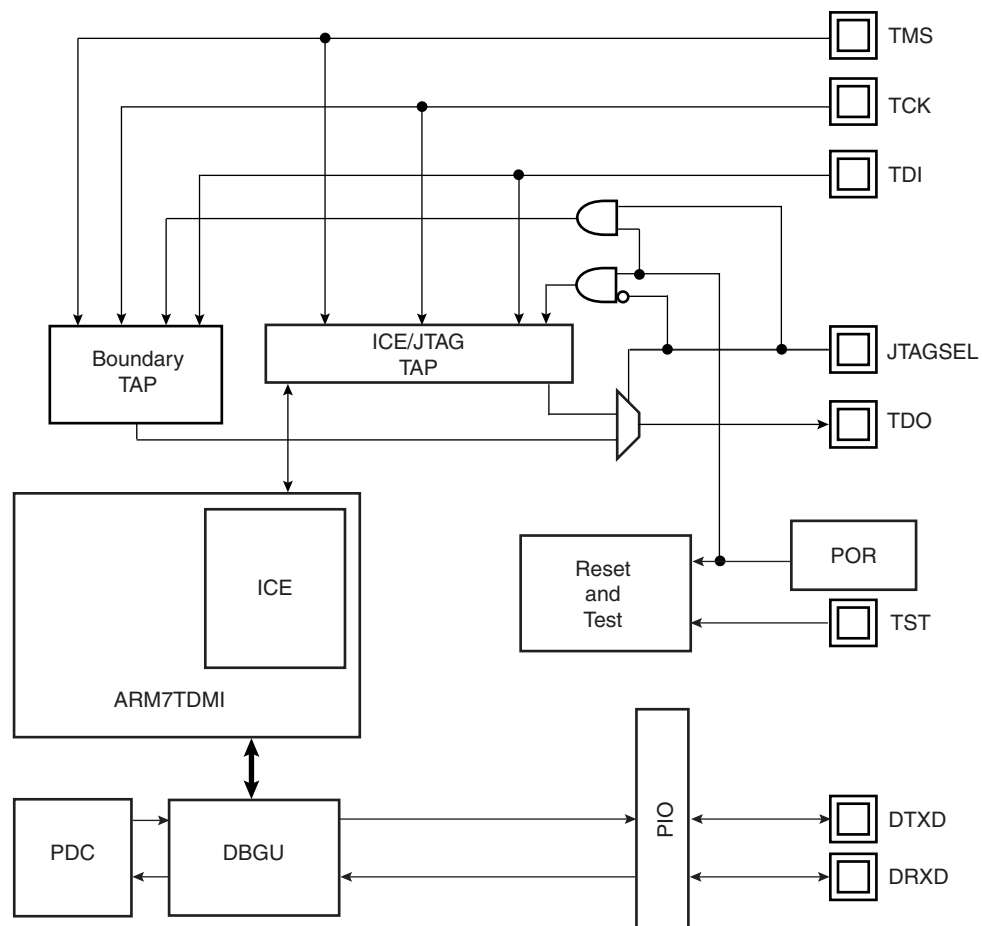 TMS
TCK
TDI
Boundary
TAP
ICE/JTAG
TAP
JTAGSEL
TDO
ICE
ARM7TDMI
Reset
and
Test
POR
TST
PDC
DBGU
PIO
DTXD
DRXD